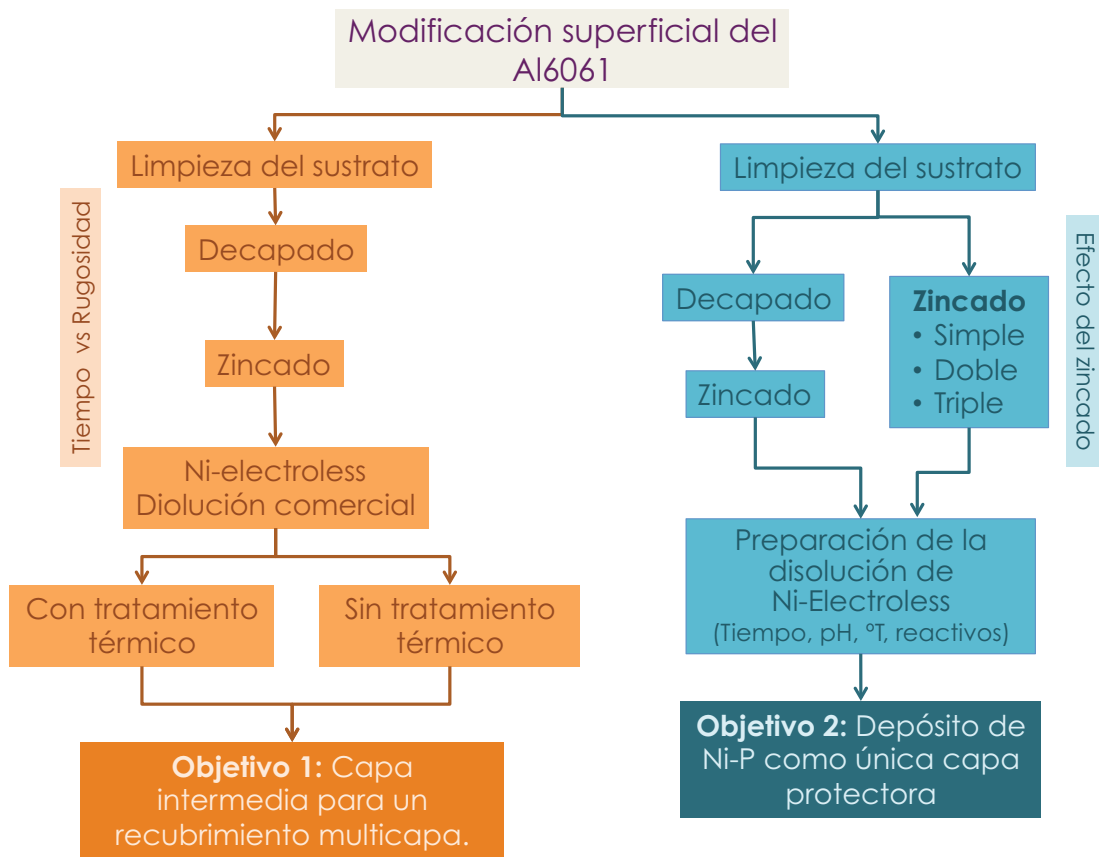 Modificación superficial del
Al6061
Limpieza del sustrato
Decapado
Zincado
Tiempo vs Rugosidad
Ni-electroless
Diolución comercial
Con tratamiento
térmico
Sin tratamiento
térmico
Objetivo 1: Capa
intermedia para un
recubrimiento multicapa.
Limpieza del sustrato
Decapado
Zincado
Zincado
• Simple
• Doble
• Triple
Efecto del zincado
Preparación de la
disolución de
Ni-Electroless
(Tiempo, pH, ºT, reactivos)
Objetivo 2: Depósito de
Ni-P como única capa
protectora